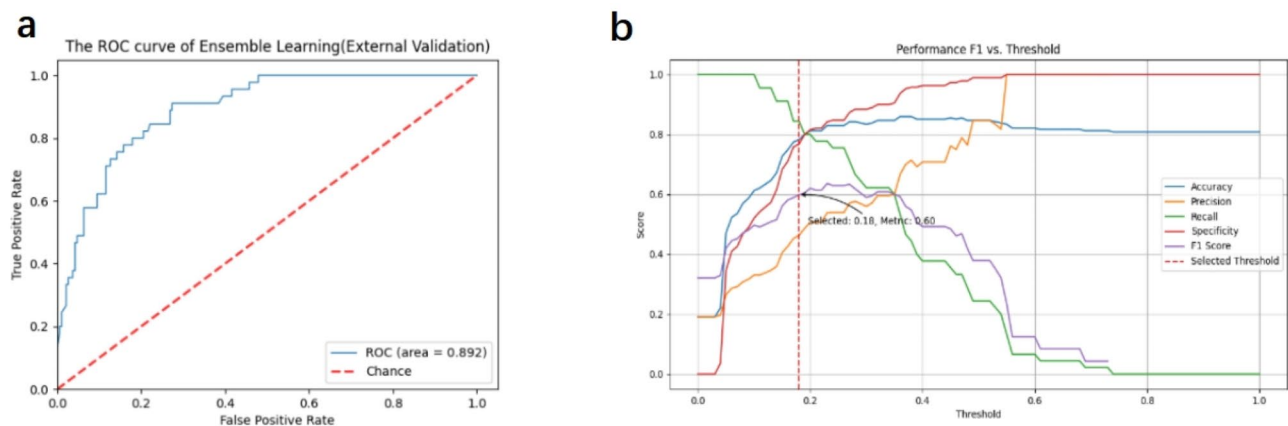 a
The ROC curve of Ensemble Learning(External Validation)
1.0
0.8
0.6
0.4
0.2
0.0
True Positive Rate
ROC (area = 0.892)
Chance
0.0 0.2 0.4 0.6 0.8 1.0
False Positive Rate
b
Performance F1 vs. Threshold
1.0
0.8
0.6
0.4
0.2
0.0
Score
Selected: 0.18, Metric: 0.60
Accuracy
Precision
Recall
Specificity
F1 Score
Selected Threshold
0.0 0.2 0.4 0.6 0.8 1.0
Threshold